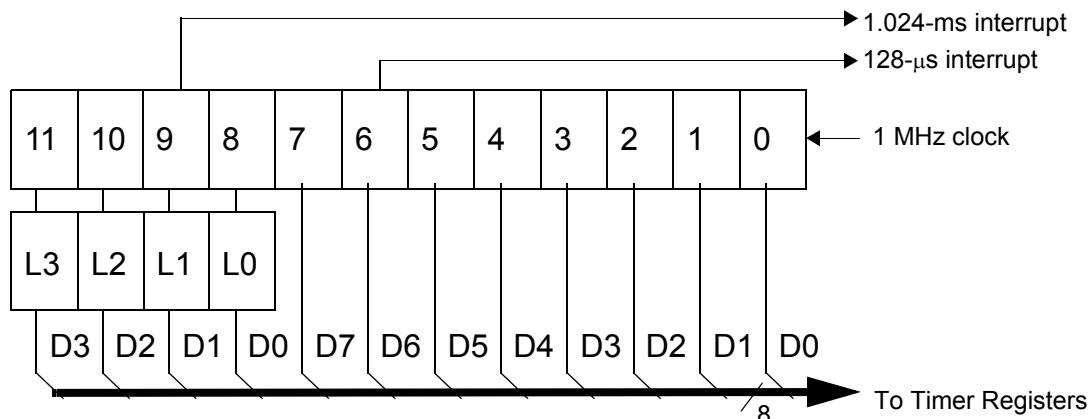 1.024-ms interrupt
128-μs interrupt
11 10 9 8 7 6 5 4 3 2 1 0
1 MHz clock
L3 L2 L1 L0
D3 D2 D1 D0 D7 D6 D5 D4 D3 D2 D1 D0
8
To Timer Registers